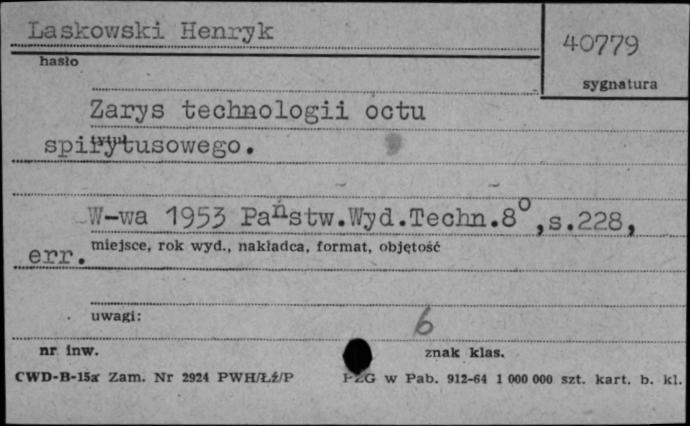 Laskowski Henryk
40779
hasło
sygnatura
Zarys technologii octu
tytuł
spirytusowego.
W-wa 1953 Państw.Wyd.Techn.8°,s.228,
miejsce, rok wyd., nakładca, format, objętość
err.
uwagi:
6
nr inw.
znak klas.
CWD-B-15a Zam. Nr 2924 PWH/Łź/P
PZG w Pab. 912-64 1 000 000 szt. kart. b. kl.